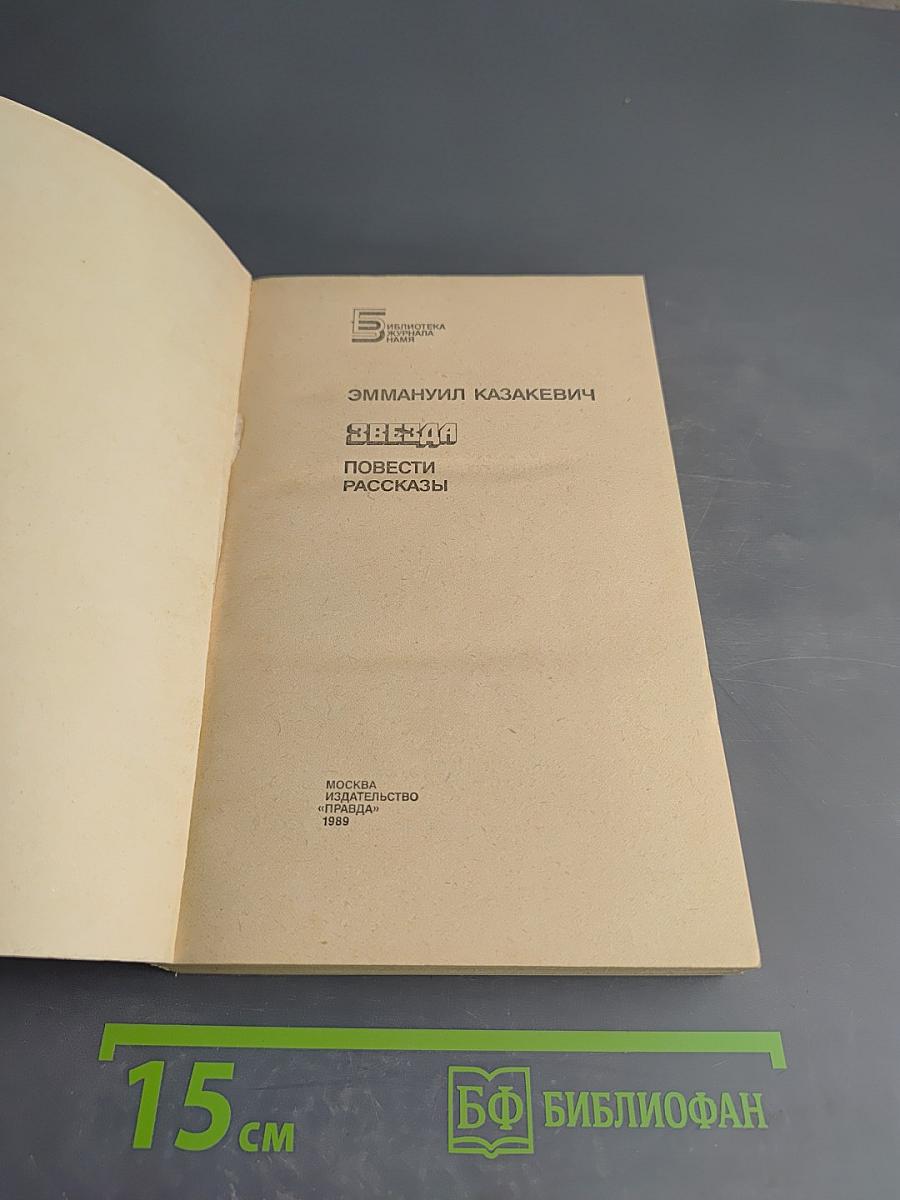 БИБЛИОТЕКА
ЖУРНАЛА
ЗНАМЯ
ЭММАНУИЛ КАЗАКЕВИЧ
ЗВЕЗДА
ПОВЕСТИ
РАССКАЗЫ
МОСКВА
ИЗДАТЕЛЬСТВО
«ПРАВДА»
1989
15 см
БФ БИБЛИОФАН